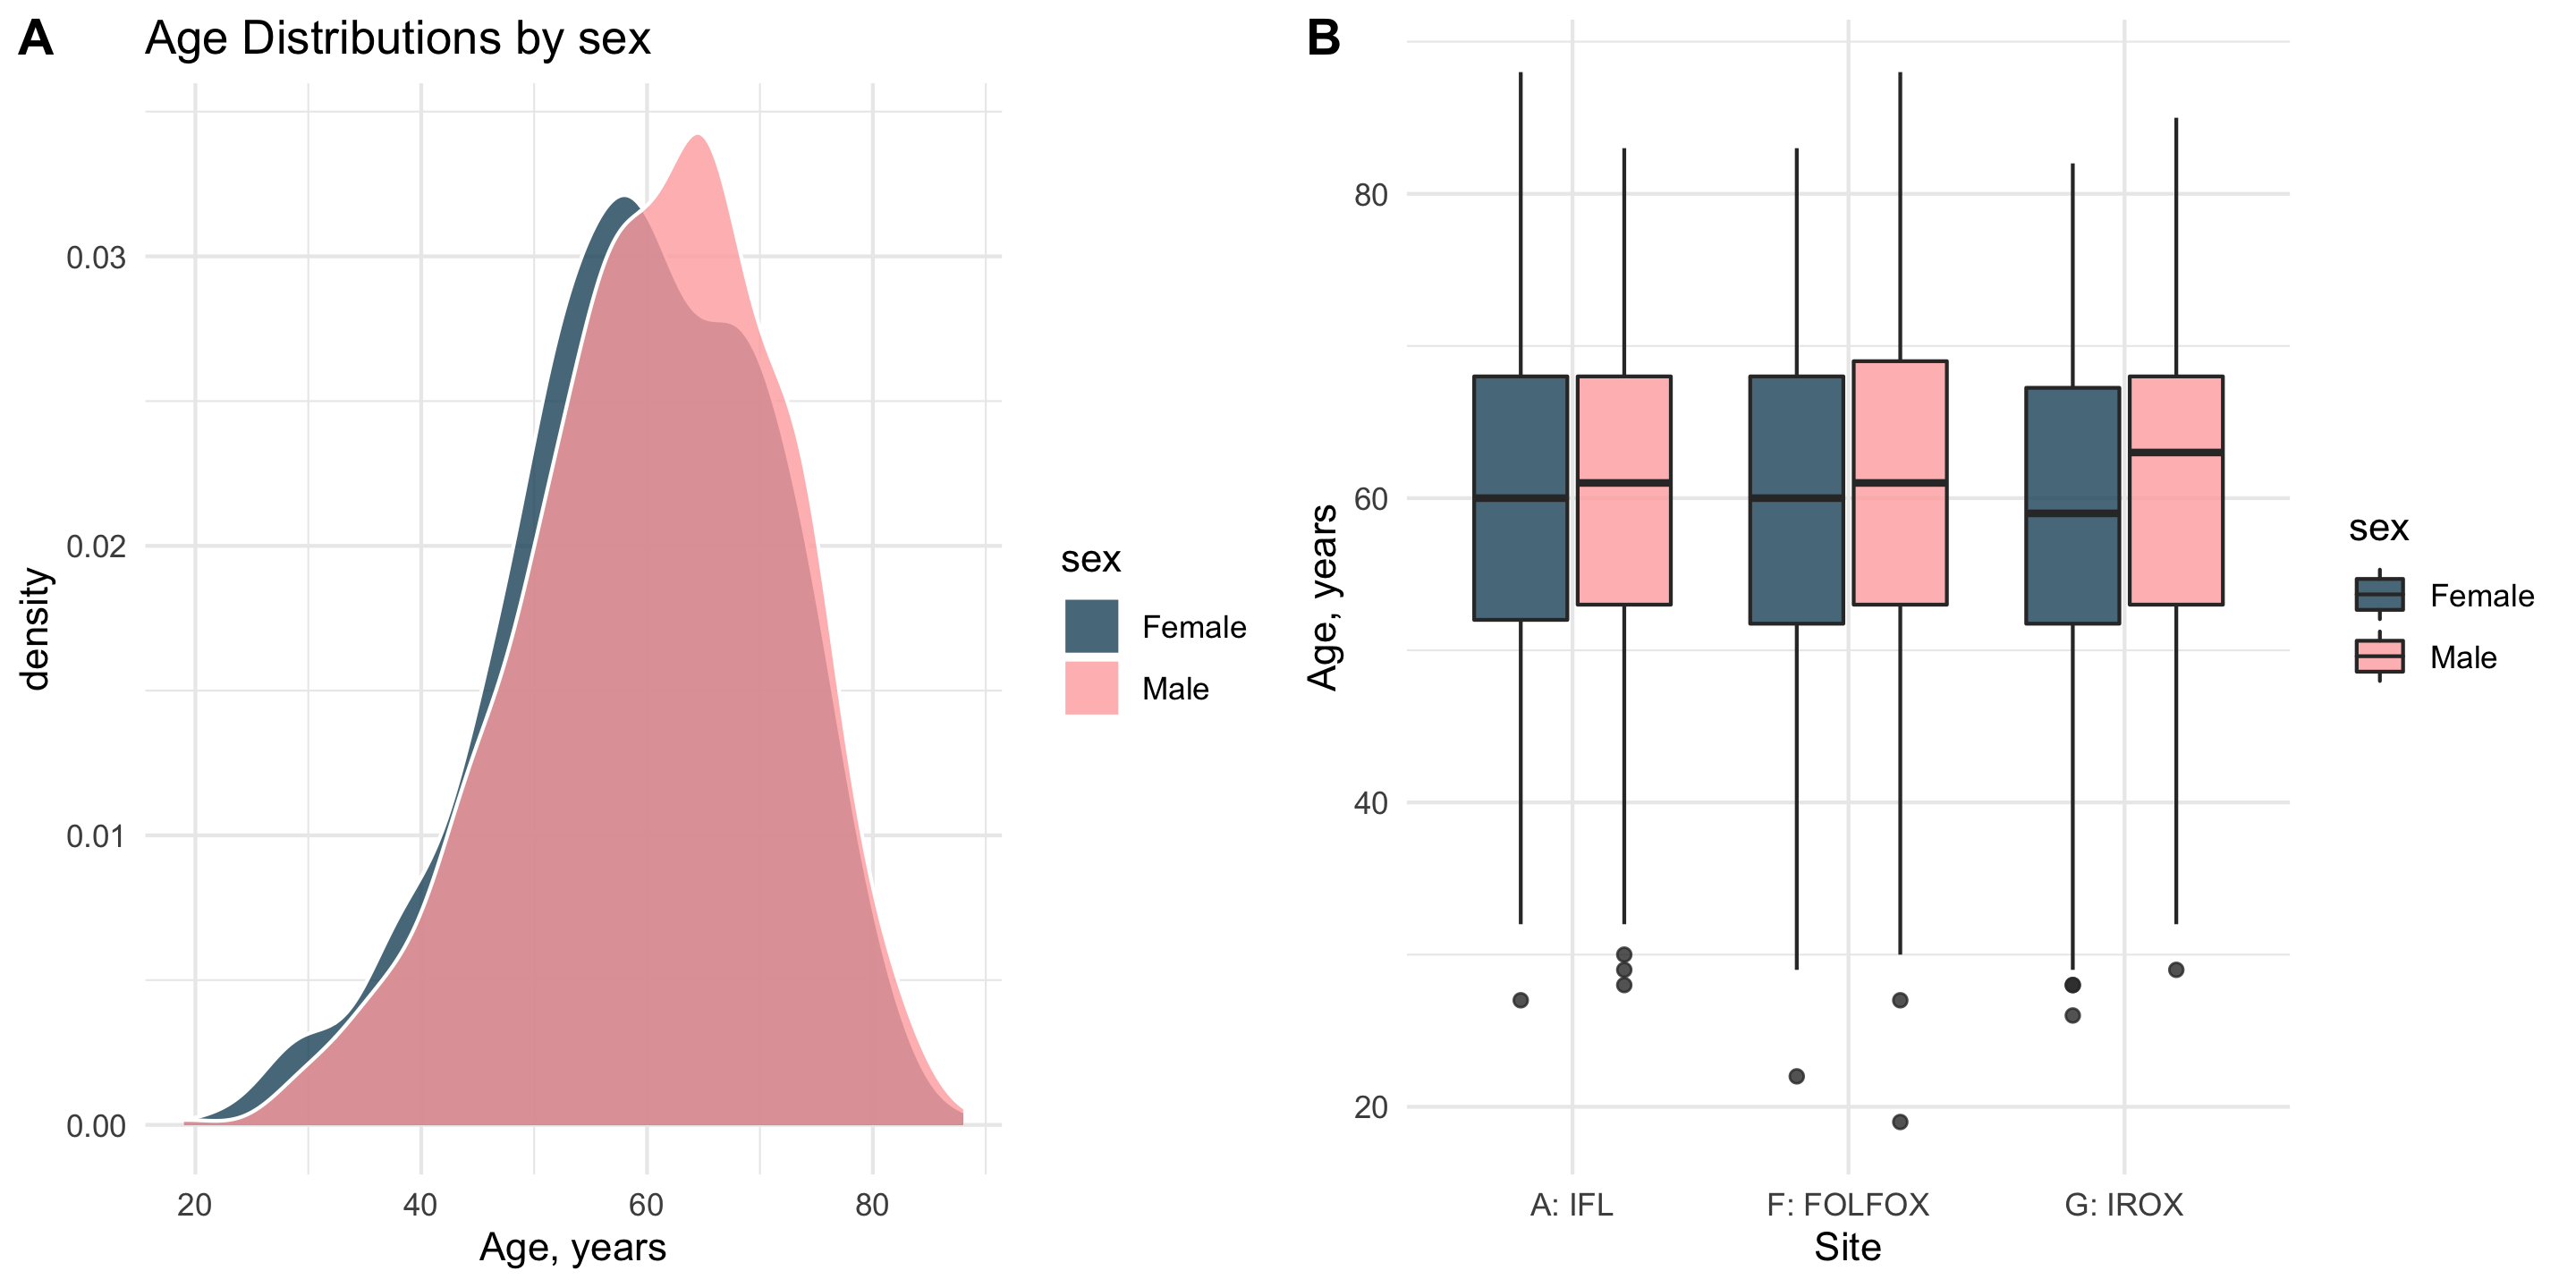 A
Age Distributions by sex
density
0.03
0.02
0.01
0.00
20 40 60 80
Age, years
sex
Female
Male
B
Age, years
80
60
40
20
A: IFL F: FOLFOX G: IROX
Site
sex
Female
Male